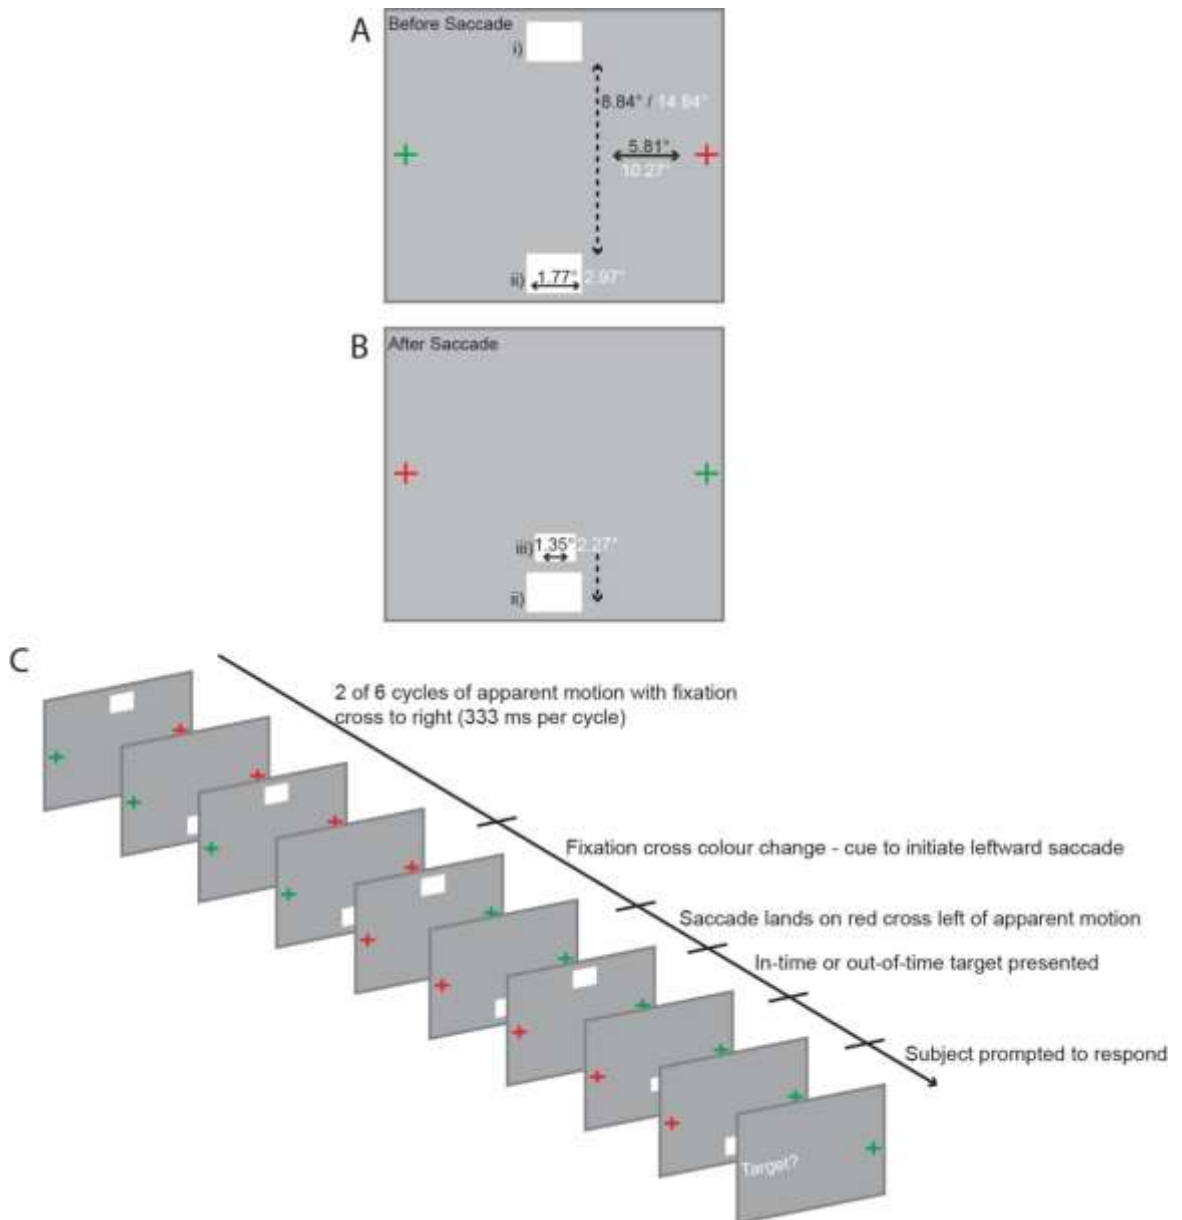 A
Before Saccade
i)
8.84° / 14.84°
5.81°
10.27°
ii) 1.77° 2.97°
B
After Saccade
iii) 1.35° 2.27°
ii)
C
2 of 6 cycles of apparent motion with fixation
cross to right (333 ms per cycle)
Fixation cross colour change - cue to initiate leftward saccade
Saccade lands on red cross left of apparent motion
In-time or out-of-time target presented
Subject prompted to respond
Target?